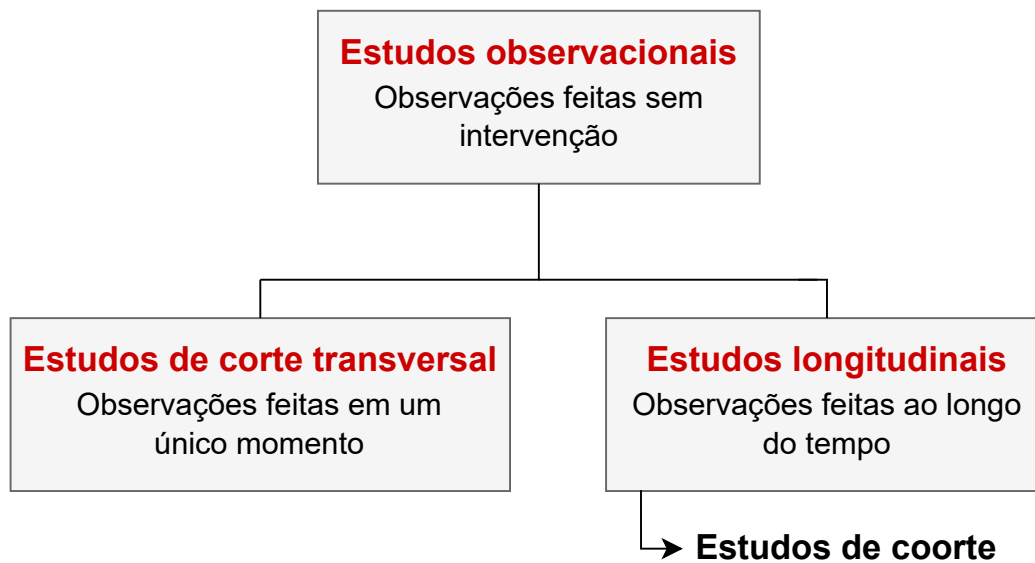 Estudos observacionais
Observações feitas sem
intervenção
Estudos de corte transversal
Observações feitas em um
único momento
Estudos longitudinais
Observações feitas ao longo
do tempo
Estudos de coorte